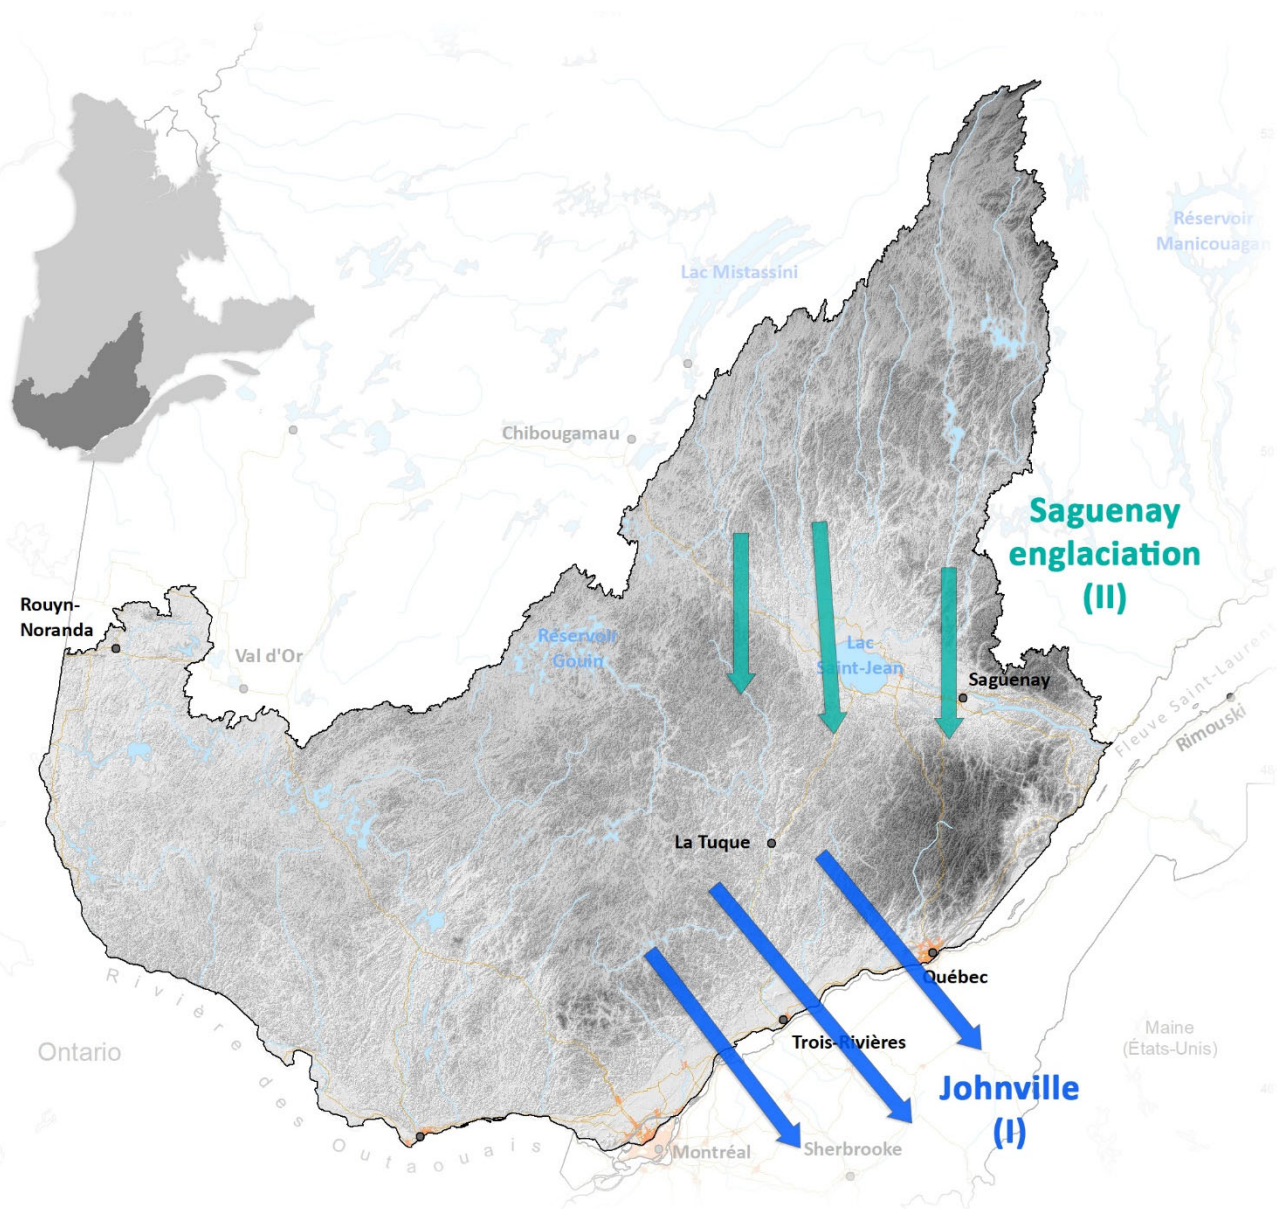 Réservoir
Manicouagan
Lac Mistassini
Chibougamau
Saguenay
englaciation
(II)
Rouyn-
Noranda
Val d'Or
Réservoir
Gouin
Lac
Saint-Jean
Saguenay
Fleuve Saint-Laurent
Rimouski
La Tuque
Québec
Rivière des Outaouais
Ontario
Trois-Rivières
Maine
(États-Unis)
Johnville
(I)
Montréal
Sherbrooke